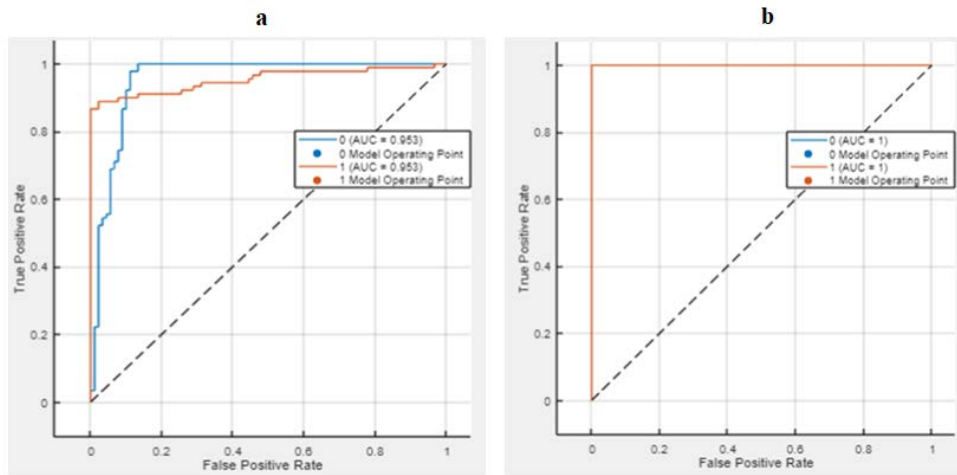 a
1
0.8
0.6
0.4
0.2
0
True Positive Rate
0 (AUC = 0.953)
0 Model Operating Point
1 (AUC = 0.953)
1 Model Operating Point
0 0.2 0.4 0.6 0.8 1
False Positive Rate
b
1
0.8
0.6
0.4
0.2
0
True Positive Rate
0 (AUC = 1)
0 Model Operating Point
1 (AUC = 1)
1 Model Operating Point
0 0.2 0.4 0.6 0.8 1
False Positive Rate